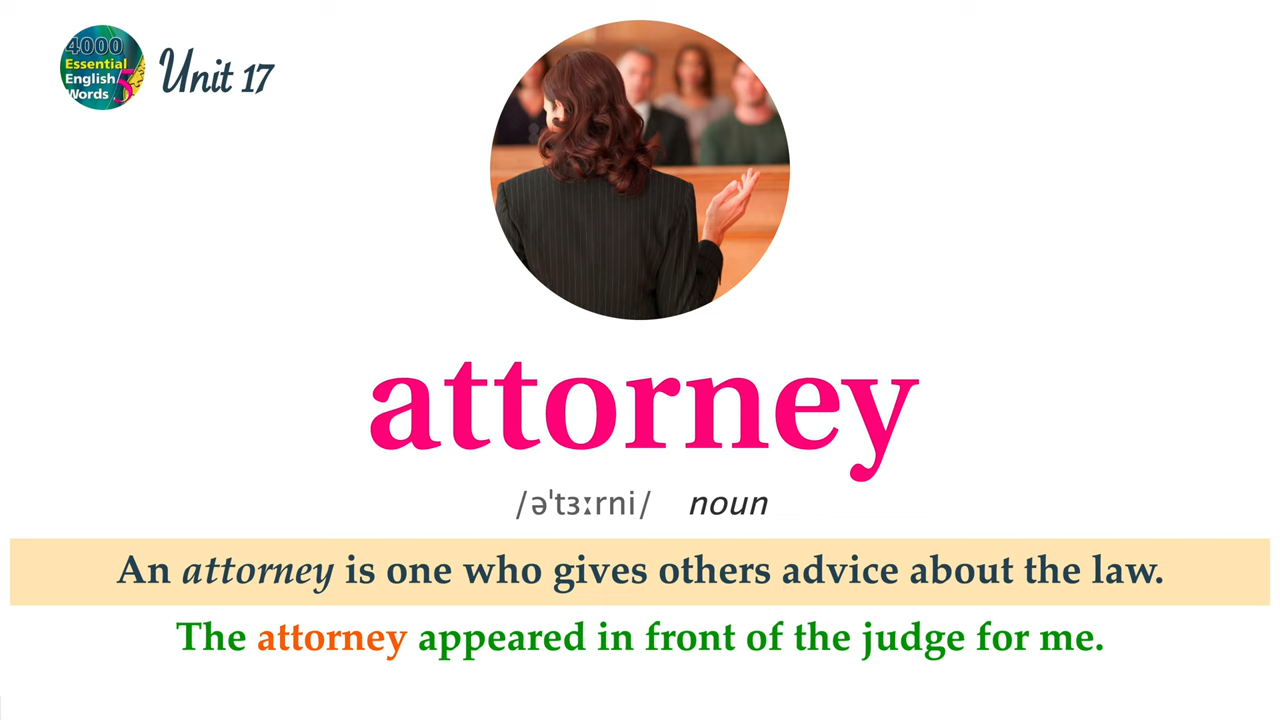 4000
Essential
English
Words 5
Unit 17
attorney
/əˈtɜːrni/ noun
An attorney is one who gives others advice about the law.
The attorney appeared in front of the judge for me.